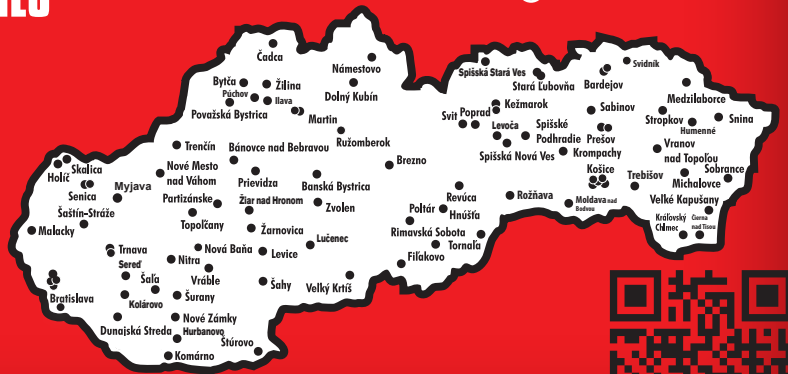 Čadca
Námestovo
Spišská Stará Ves
Svidník
Bytča
Žilina
Stará Ľubovňa
Bardejov
Púchov
Ilava
Dolný Kubín
Kežmarok
Medzilaborce
Považská Bystrica
Martin
Svit
Poprad
Sabinov
Stropkov
Snina
Levoča
Spišské
Podhradie
Prešov
Humenné
Ružomberok
Trenčín
Bánovce nad Bebravou
Spišská Nová Ves
Krompachy
Vranov
nad Topoľou
Brezno
Skalica
Holíč
Nové Mesto
nad Váhom
Košice
Sobrance
Senica
Myjava
Prievidza
Banská Bystrica
Trebišov
Michalovce
Partizánske
Žiar nad Hronom
Zvolen
Revúca
Rožňava
Moldava nad
Bodvou
Veľké Kapušany
Šaštín-Stráže
Topoľčany
Poltár
Hnúšťa
Kráľovský
Chlmec
Čierna
nad Tisou
Malacky
Žarnovica
Rimavská Sobota
Tornaľa
Trnava
Nová Baňa
Lučenec
Sereď
Nitra
Levice
Fiľakovo
Šaľa
Vráble
Šahy
Veľký Krtíš
Bratislava
Kolárovo
Šurany
Dunajská Streda
Nové Zámky
Hurbanovo
Štúrovo
Komárno